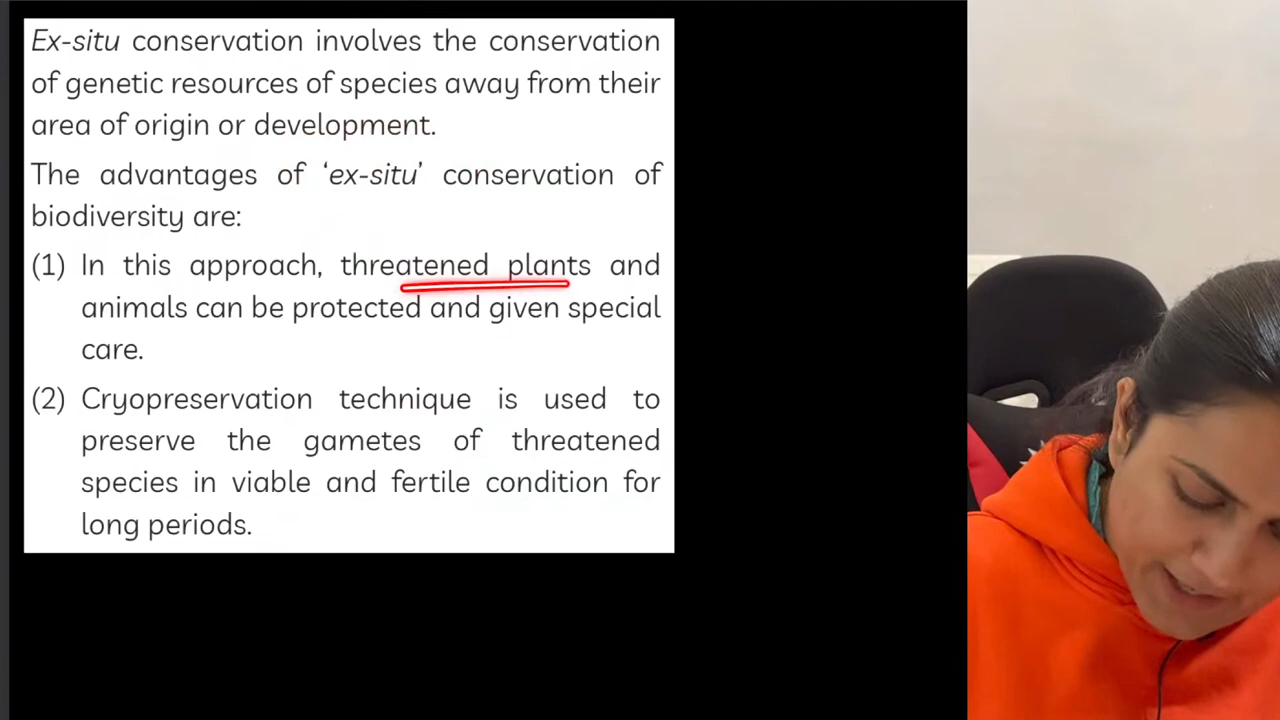 Ex-situ conservation involves the conservation
of genetic resources of species away from their
area of origin or development.
The advantages of ‘ex-situ’ conservation of
biodiversity are:
(1) In this approach, threatened plants and
animals can be protected and given special
care.
(2) Cryopreservation technique is used to
preserve the gametes of threatened
species in viable and fertile condition for
long periods.